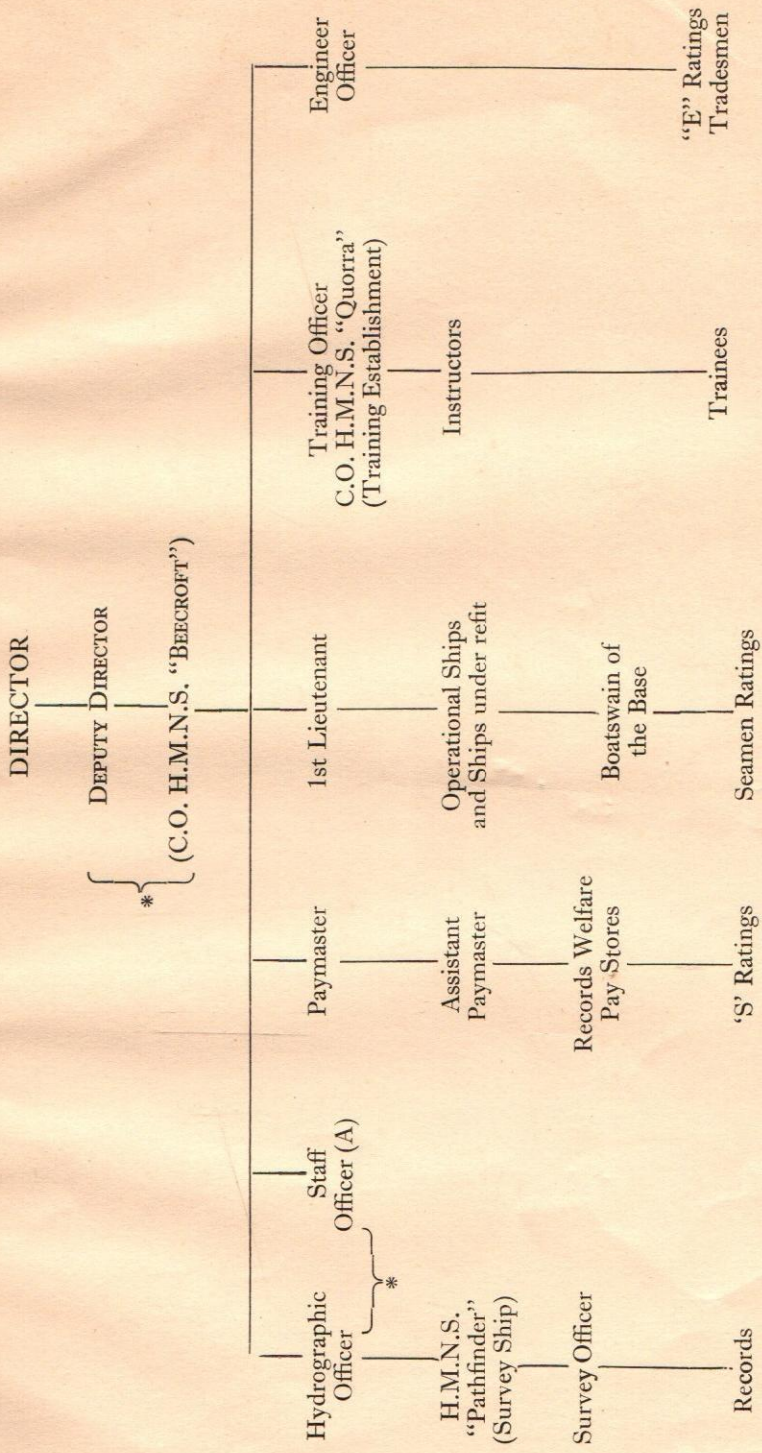 DIRECTOR
DEPUTY DIRECTOR
*
(C.O. H.M.N.S. “BEECROFT”)
Hydrographic
Officer
*
H.M.N.S.
“Pathfinder”
(Survey Ship)
Survey Officer
Records
Staff
Officer (A)
Paymaster
Assistant
Paymaster
Records Welfare
Pay Stores
‘S’ Ratings
1st Lieutenant
Operational Ships
and Ships under refit
Boatswain of
the Base
Seamen Ratings
Training Officer
C.O. H.M.N.S. “Quorra”
(Training Establishment)
Instructors
Trainees
Engineer
Officer
“E” Ratings
Tradesmen